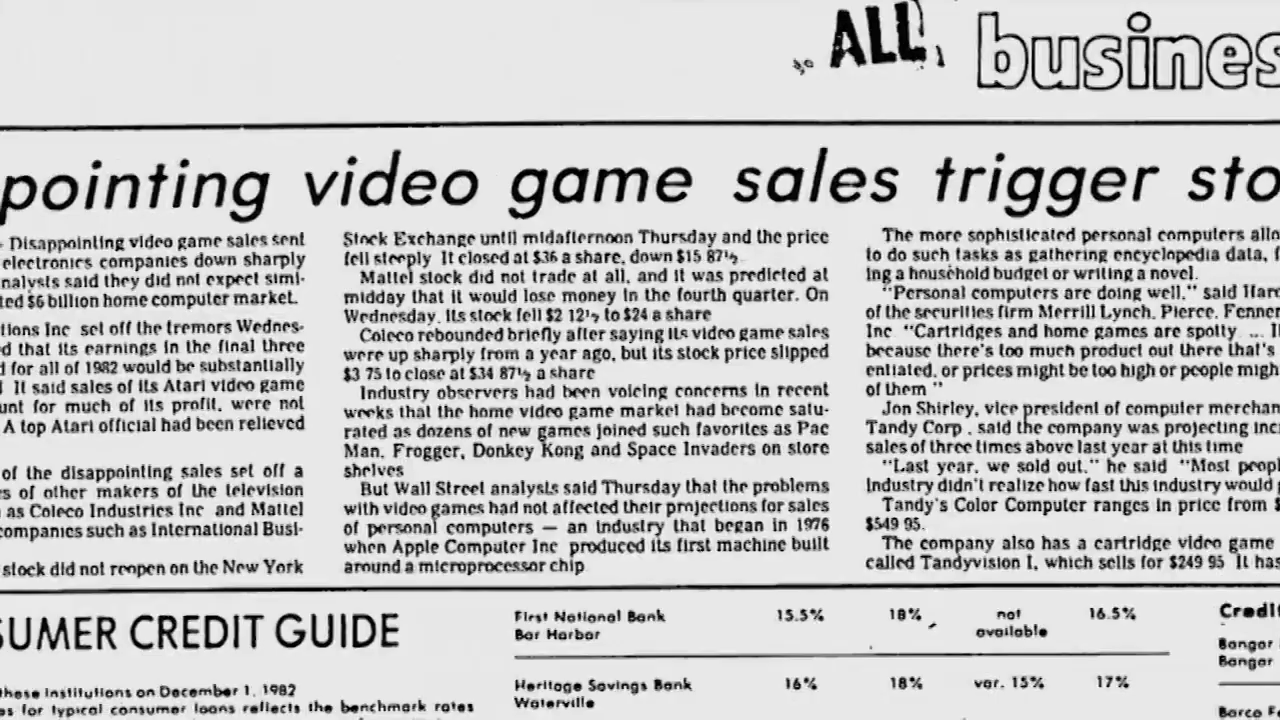 ALL busines
pointing video game sales trigger sto
Disappointing video game sales sent
electronics companies down sharply
nalysts said they did not expect simi-
ted $6 billion home computer market.
tions Inc set off the tremors Wednes-
d that its earnings in the final three
d for all of 1982 would be substantially
It said sales of its Atari video game
unt for much of its profit, were not
A top Atari official had been relieved
of the disappointing sales set off a
s of other makers of the television
as Coleco Industries Inc and Mattel
companies such as International Busi-
stock did not reopen on the New York
Stock Exchange until midafternoon Thursday and the price
fell steeply It closed at $36 a share, down $15 87½
Mattel stock did not trade at all, and it was predicted at
midday that it would lose money in the fourth quarter. On
Wednesday, its stock fell $2 12½ to $24 a share
Coleco rebounded briefly after saying its video game sales
were up sharply from a year ago, but its stock price slipped
$3 75 to close at $34 87½ a share
Industry observers had been voicing concerns in recent
weeks that the home video game market had become satu-
rated as dozens of new games joined such favorites as Pac
Man, Frogger, Donkey Kong and Space Invaders on store
shelves
But Wall Street analysts said Thursday that the problems
with video games had not affected their projections for sales
of personal computers — an industry that began in 1976
when Apple Computer Inc produced its first machine built
around a microprocessor chip
The more sophisticated personal computers allo
to do such tasks as gathering encyclopedia data, f
ing a household budget or writing a novel.
"Personal computers are doing well," said Harc
of the securities firm Merrill Lynch, Pierce, Fenner
Inc "Cartridges and home games are spotty ... I
because there's too much product out there that's
entiated, or prices might be too high or people migh
of them "
Jon Shirley, vice president of computer merchan
Tandy Corp , said the company was projecting inc
sales of three times above last year at this time
"Last year, we sold out," he said "Most peopl
industry didn't realize how fast this industry would g
Tandy's Color Computer ranges in price from $
$549 95.
The company also has a cartridge video game
called Tandyvision I, which sells for $249 95 It has
SUMER CREDIT GUIDE
these institutions on December 1, 1982
es for typical consumer loans reflects the benchmark rates
First National Bank 15.5% 18% not 16.5%
Bar Harbor available
Heritage Savings Bank 16% 18% var. 15% 17%
Waterville
Credit
Bangor
Bangor
Barco Fe